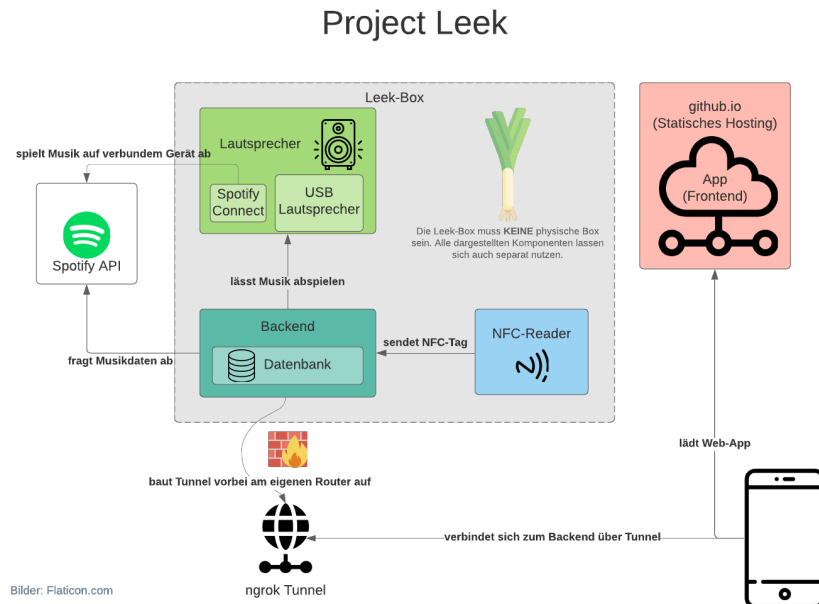 Project Leek
Leek-Box
github.io
(Statisches Hosting)
App
(Frontend)
Lautsprecher
spielt Musik auf verbundem Gerät ab
Spotify
Connect
USB
Lautsprecher
Die Leek-Box muss KEINE physische Box
sein. Alle dargestellten Komponenten lassen
sich auch separat nutzen.
Spotify API
lässt Musik abspielen
Backend
NFC-Reader
sendet NFC-Tag
fragt Musikdaten ab
Datenbank
lädt Web-App
baut Tunnel vorbei am eigenen Router auf
verbindet sich zum Backend über Tunnel
ngrok Tunnel
Bilder: Flaticon.com